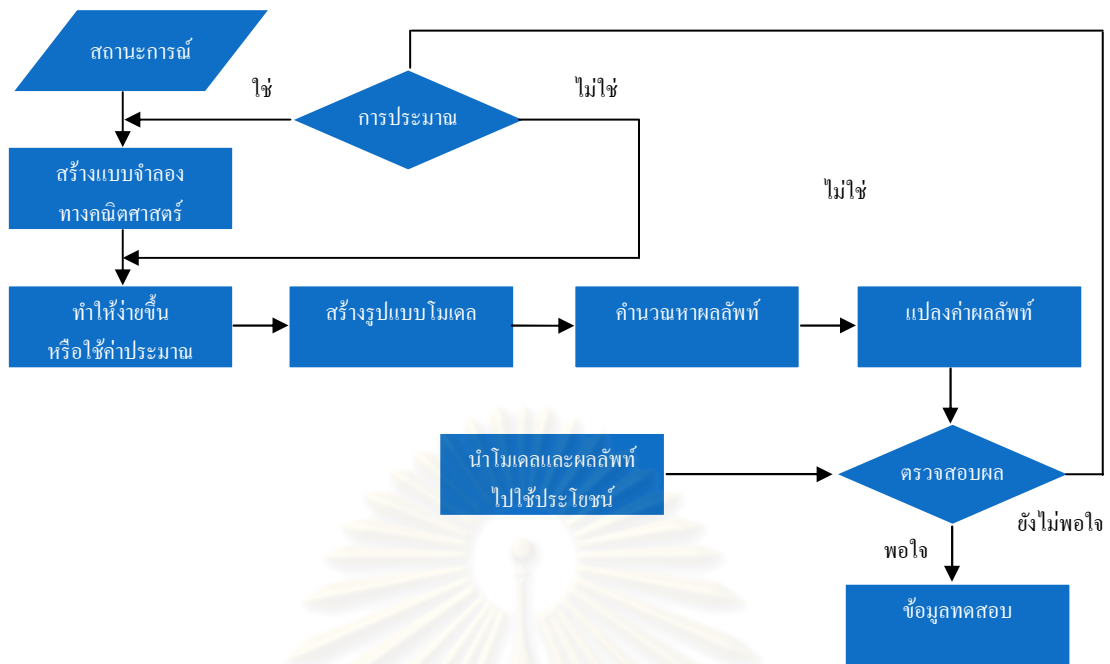 สถานะการณ์
ใช่
ไม่ใช่
การประมาณ
สร้างแบบจำลอง
ทางคณิตศาสตร์
ไม่ใช่
ทำให้ง่ายขึ้น
หรือใช้ค่าประมาณ
สร้างรูปแบบโมเดล
คำนวณหาผลลัพท์
แปลงค่าผลลัพท์
นำโมเดลและผลลัพท์
ไปใช้ประโยชน์
ตรวจสอบผล
ยังไม่พอใจ
พอใจ
ข้อมูลทดสอบ